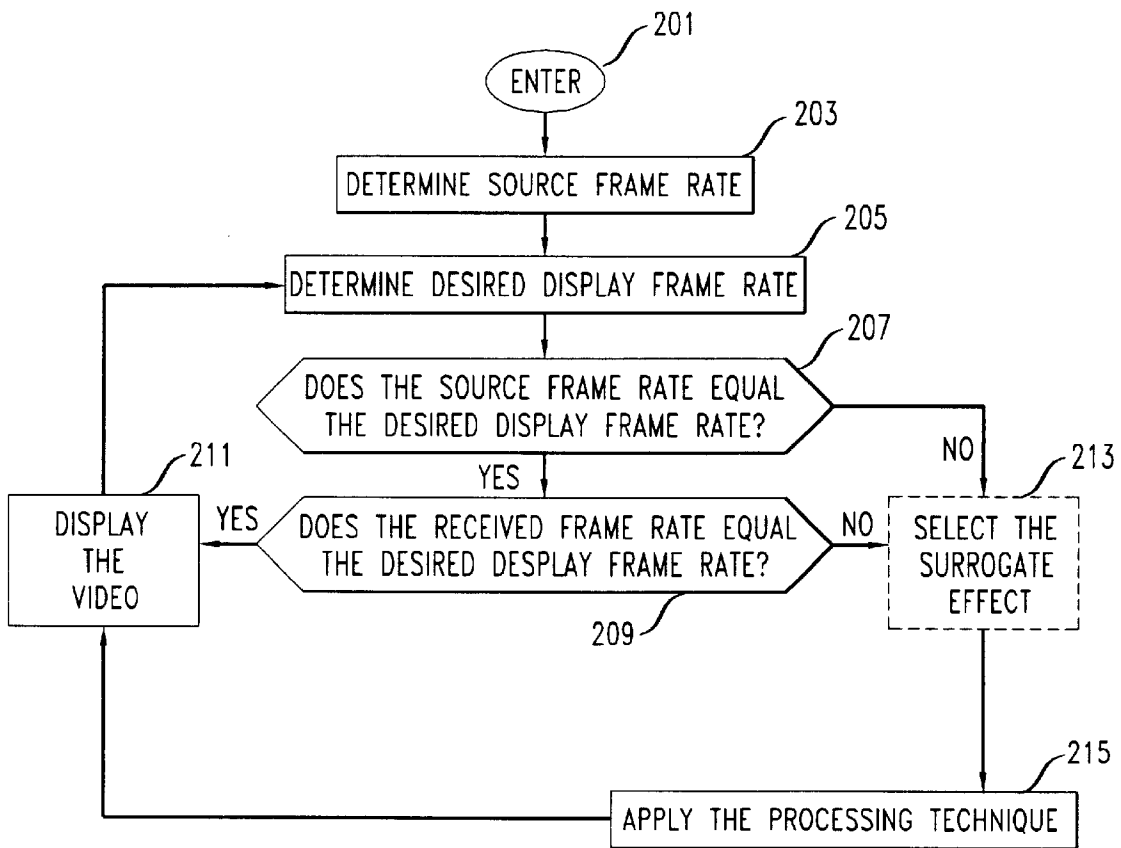 201
ENTER
203
DETERMINE SOURCE FRAME RATE
205
DETERMINE DESIRED DISPLAY FRAME RATE
207
DOES THE SOURCE FRAME RATE EQUAL
THE DESIRED DISPLAY FRAME RATE?
NO
YES
211
213
DISPLAY
THE
VIDEO
YES
DOES THE RECEIVED FRAME RATE EQUAL
THE DESIRED DESPLAY FRAME RATE?
NO
SELECT THE
SURROGATE
EFFECT
209
215
APPLY THE PROCESSING TECHNIQUE